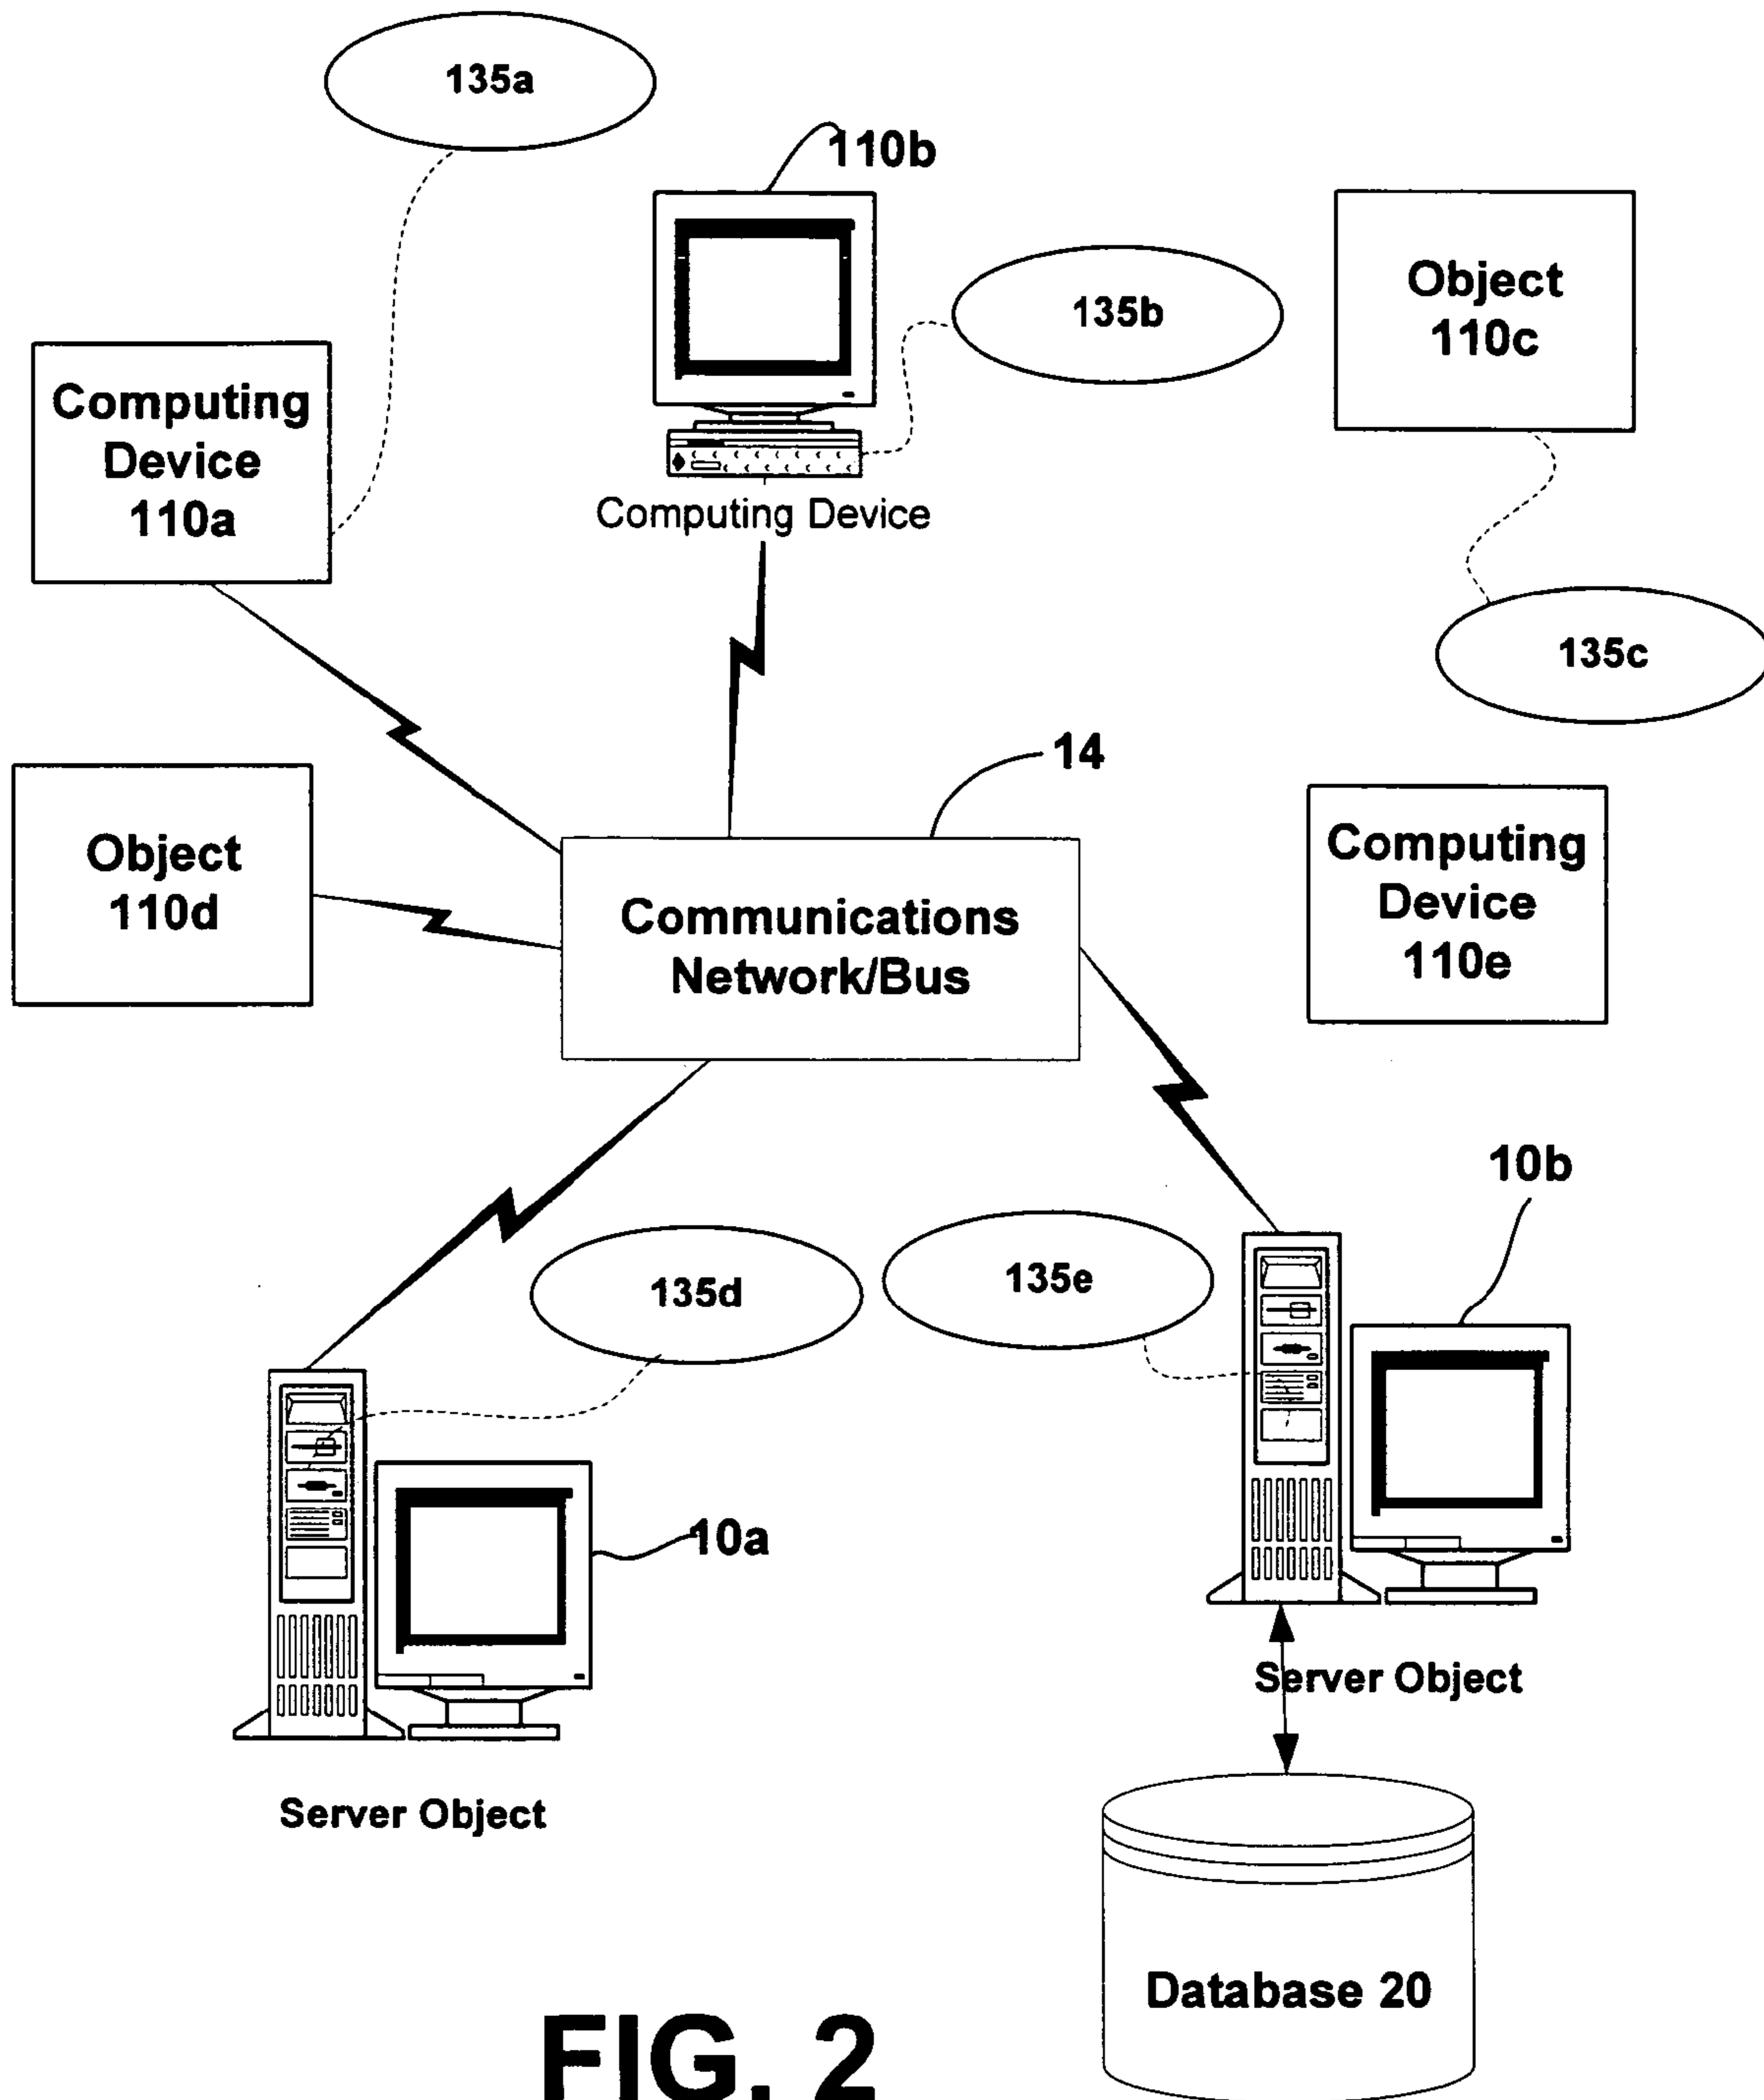 135a
110b
135b
Object
110c
Computing
Device
110a
Computing Device
135c
14
Object
110d
Communications
Network/Bus
Computing
Device
110e
10b
135d
135e
10a
Server Object
Server Object
Database 20
FIG. 2